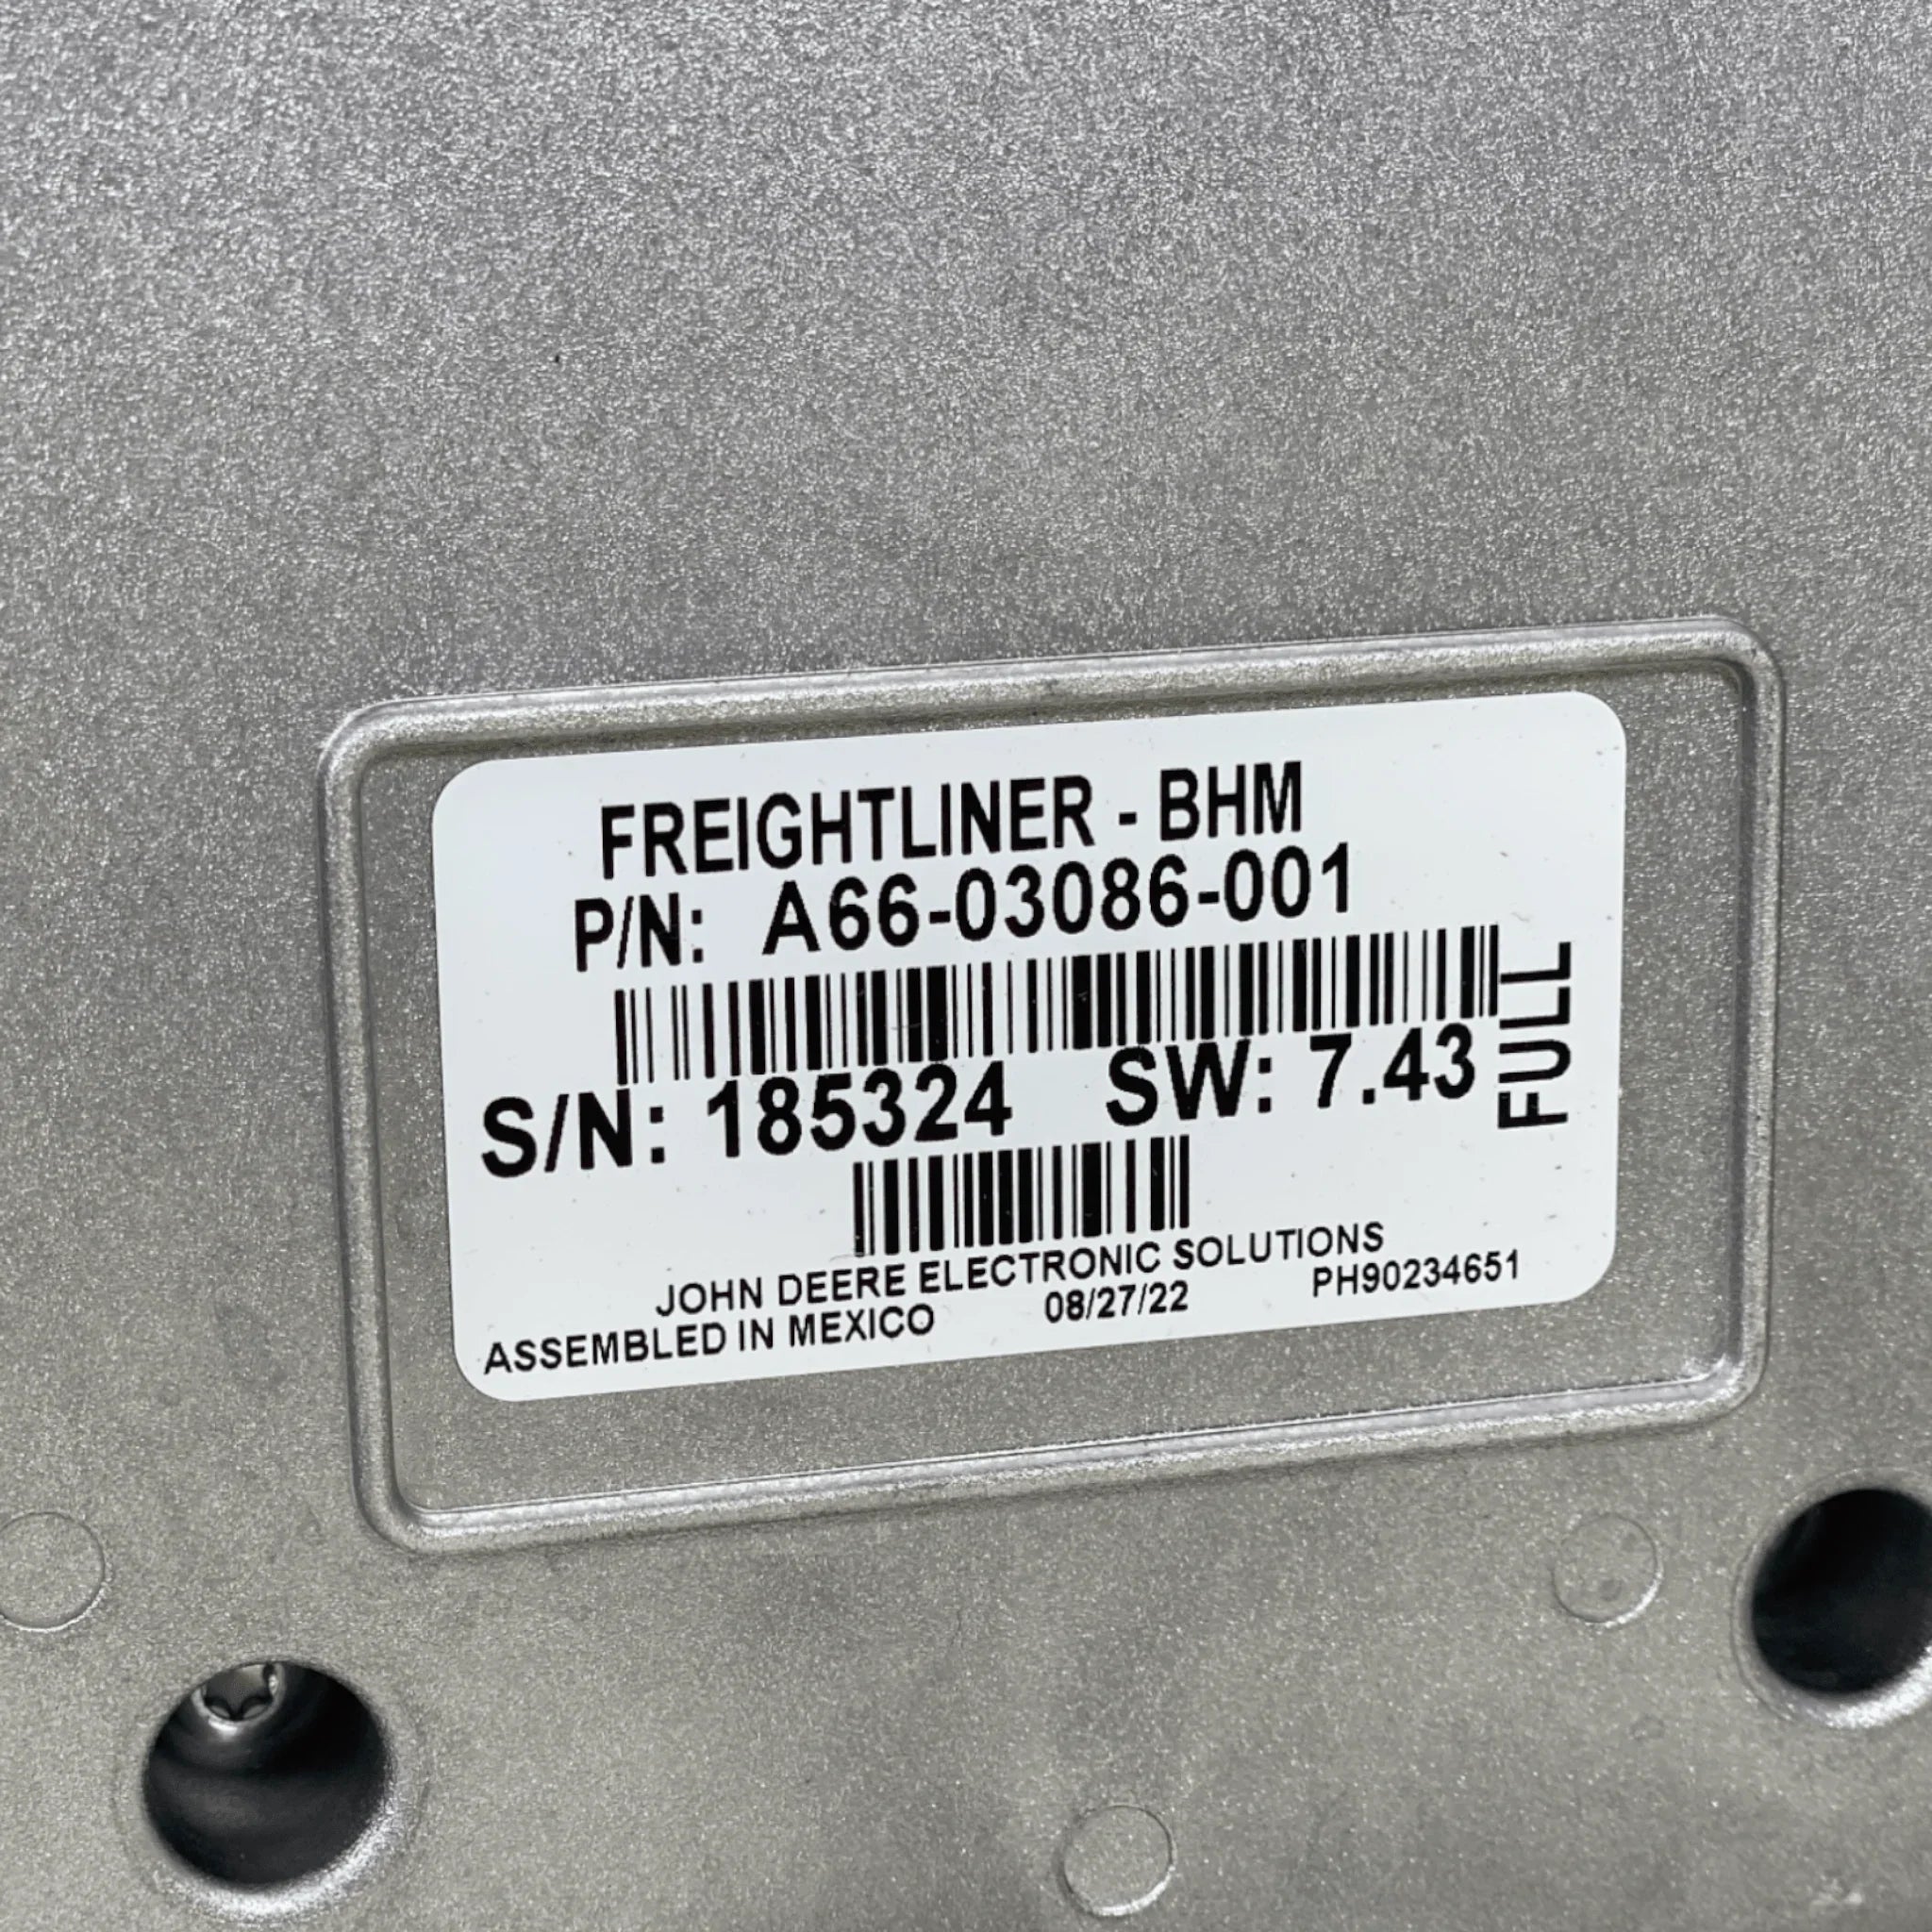 FREIGHTLINER - BHM
P/N: A66-03086-001
S/N: 185324 SW: 7.43
FULL
JOHN DEERE ELECTRONIC SOLUTIONS
ASSEMBLED IN MEXICO 08/27/22 PH90234651